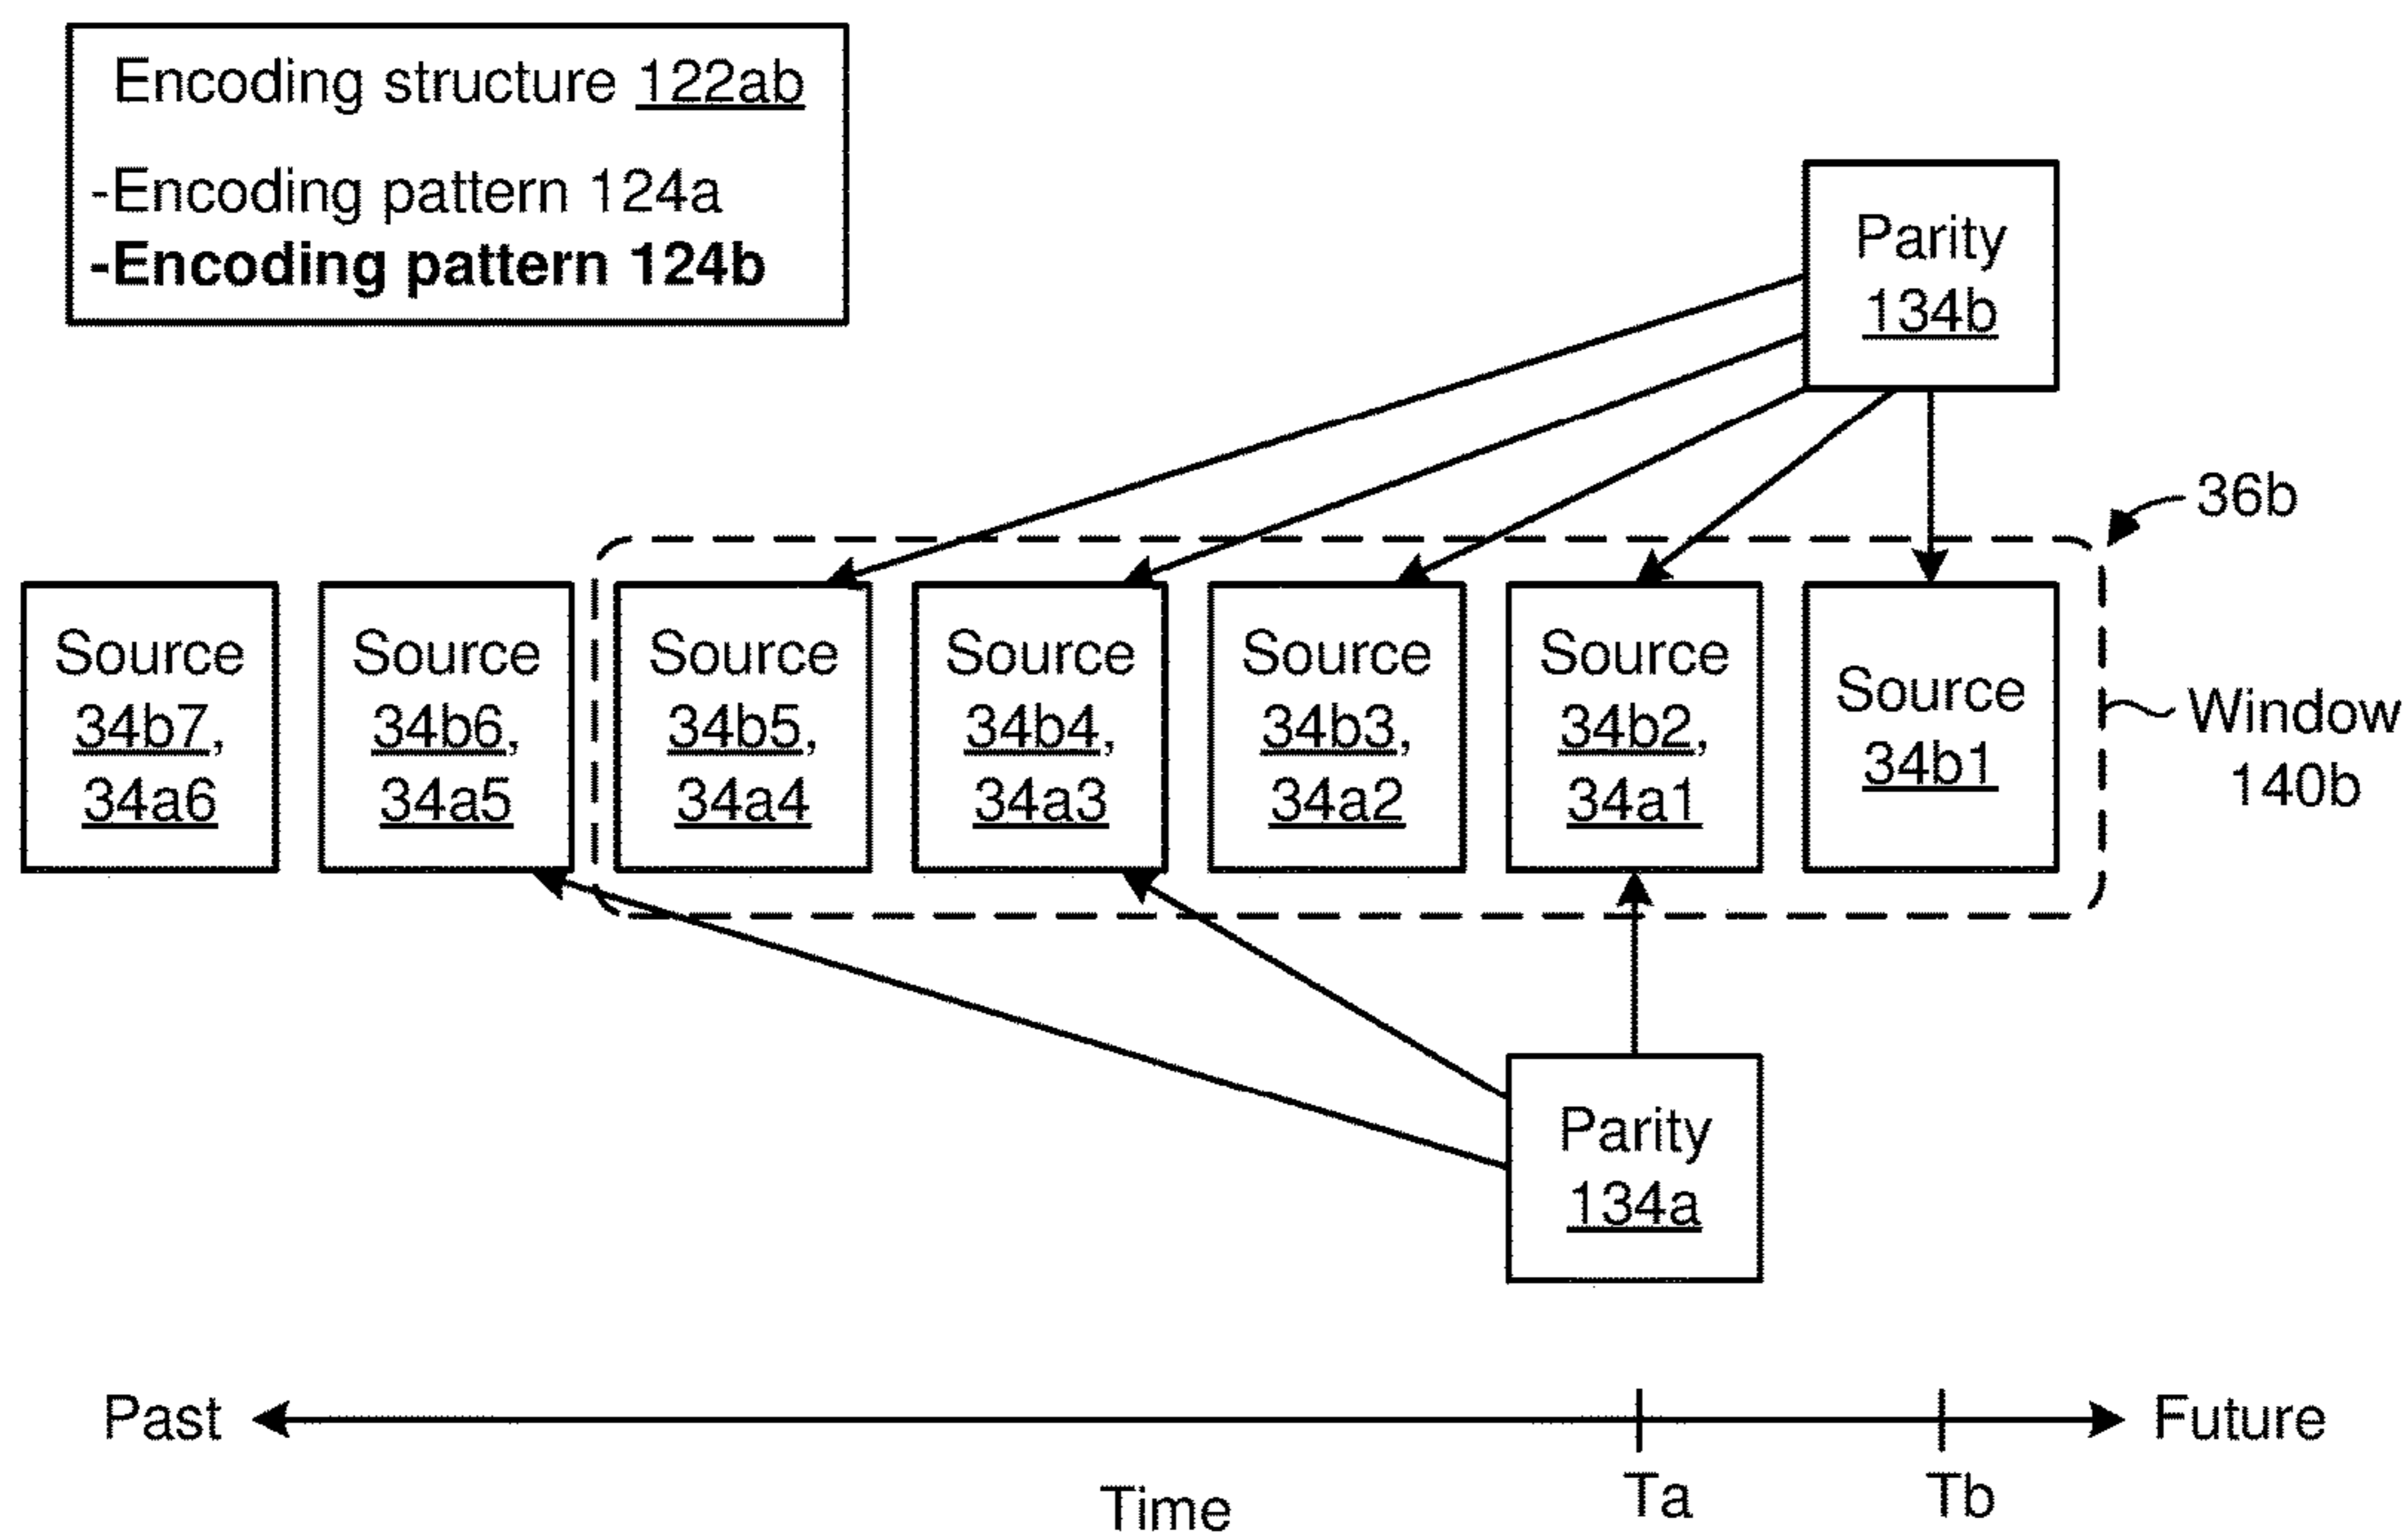 Encoding structure 122ab
-Encoding pattern 124a
-Encoding pattern 124b
Parity
134b
36b
Source
34b7,
34a6
Source
34b6,
34a5
Source
34b5,
34a4
Source
34b4,
34a3
Source
34b3,
34a2
Source
34b2,
34a1
Source
34b1
Window
140b
Parity
134a
Past
Future
Time
Ta
Tb